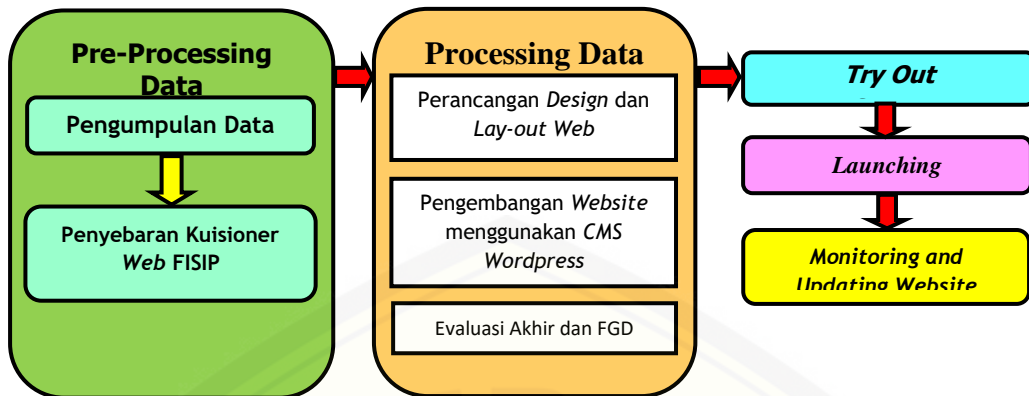 Pre-Processing
Data
Pengumpulan Data
Penyebaran Kuisioner
Web FISIP
Processing Data
Perancangan Design dan
Lay-out Web
Pengembangan Website
menggunakan CMS
Wordpress
Evaluasi Akhir dan FGD
Try Out
Launching
Monitoring and
Updating Website